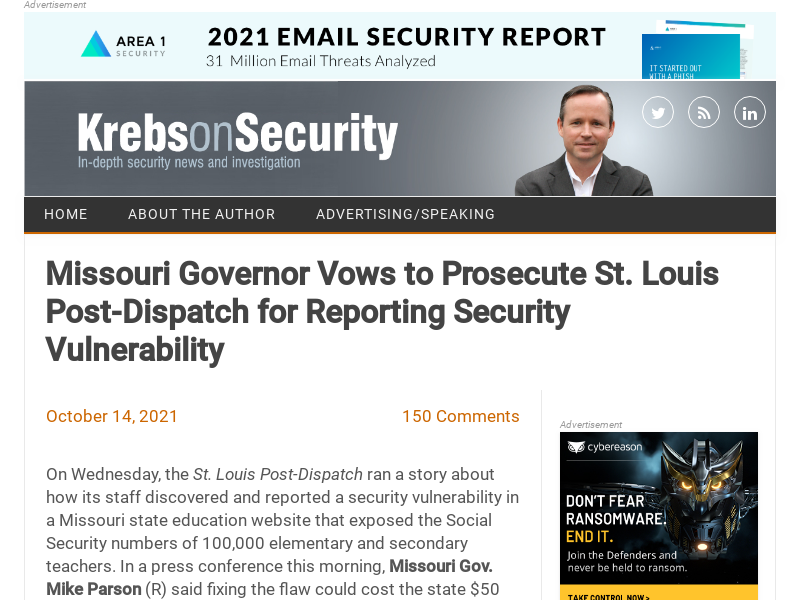 Advertisement
AREA 1
SECURITY
2021 EMAIL SECURITY REPORT
31 Million Email Threats Analyzed
IT STARTED OUT
WITH A PHISH
KrebsonSecurity
In-depth security news and investigation
HOME ABOUT THE AUTHOR ADVERTISING/SPEAKING
Missouri Governor Vows to Prosecute St. Louis
Post-Dispatch for Reporting Security
Vulnerability
October 14, 2021 150 Comments
On Wednesday, the St. Louis Post-Dispatch ran a story about
how its staff discovered and reported a security vulnerability in
a Missouri state education website that exposed the Social
Security numbers of 100,000 elementary and secondary
teachers. In a press conference this morning, Missouri Gov.
Mike Parson (R) said fixing the flaw could cost the state $50
Advertisement
cybereason
DON'T FEAR
RANSOMWARE.
END IT.
Join the Defenders and
never be held to ransom.
TAKE CONTROL NOW >